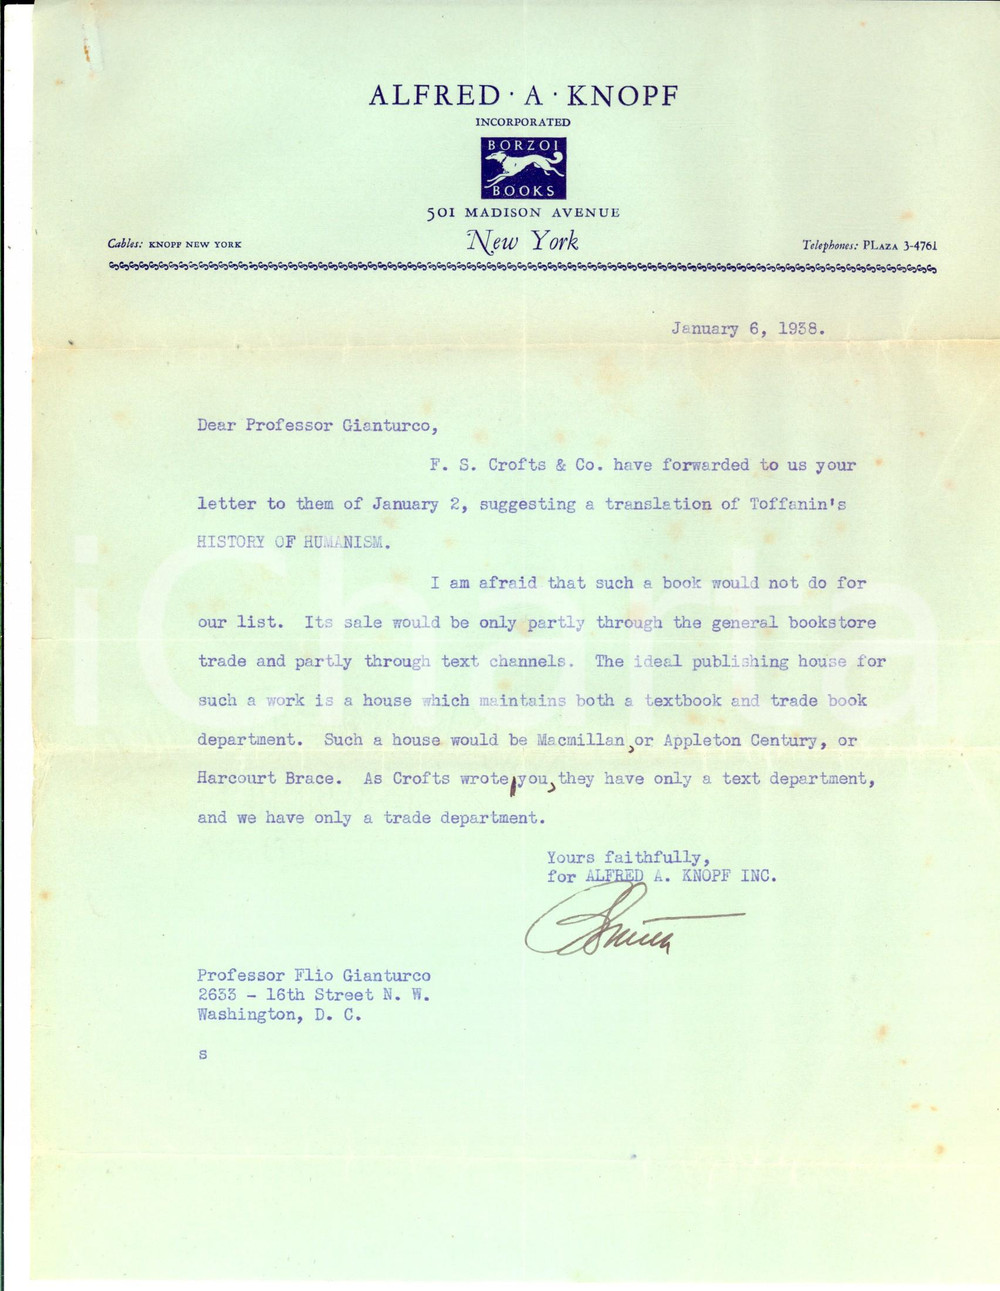 ALFRED · A · KNOPF
INCORPORATED
BORZOI
BOOKS
501 MADISON AVENUE
Cables: KNOPF NEW YORK New York Telephones: PLAZA 3-4761
January 6, 1938.
Dear Professor Gianturco,
F. S. Crofts & Co. have forwarded to us your
letter to them of January 2, suggesting a translation of Toffanin's
HISTORY OF HUMANISM.
I am afraid that such a book would not do for
our list. Its sale would be only partly through the general bookstore
trade and partly through text channels. The ideal publishing house for
such a work is a house which maintains both a textbook and trade book
department. Such a house would be Macmillan, or Appleton Century, or
Harcourt Brace. As Crofts wrote you, they have only a text department,
and we have only a trade department.
Yours faithfully,
for ALFRED A. KNOPF INC.
Professor Flio Gianturco
2633 - 16th Street N. W.
Washington, D. C.
s
iCharta